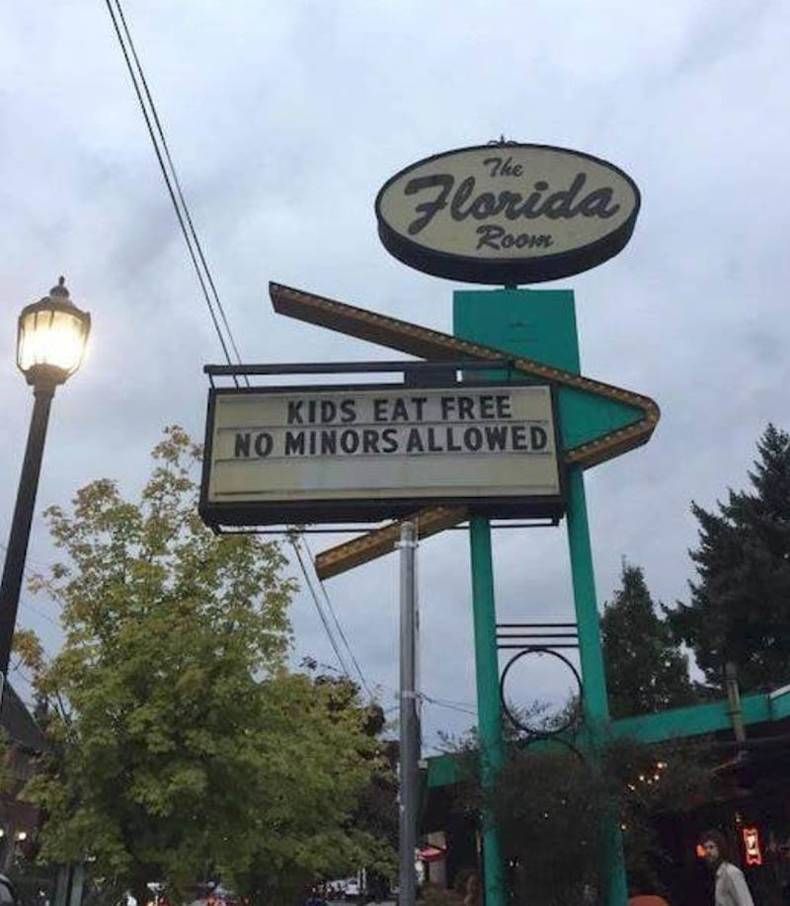 The
Florida
Room
KIDS EAT FREE
NO MINORS ALLOWED